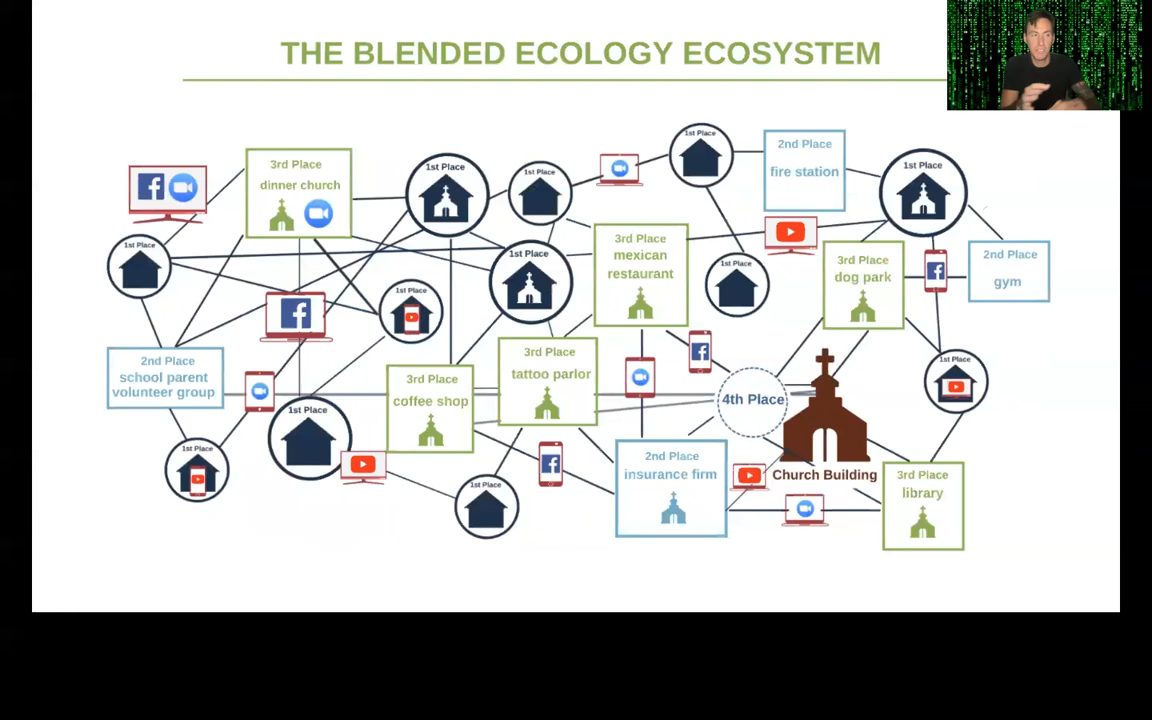 THE BLENDED ECOLOGY ECOSYSTEM
1st Place
2nd Place
fire station
3rd Place
dinner church
1st Place
1st Place
1st Place
1st Place
3rd Place
mexican
restaurant
1st Place
3rd Place
dog park
2nd Place
gym
1st Place
1st Place
1st Place
2nd Place
school parent
volunteer group
3rd Place
tattoo parlor
3rd Place
coffee shop
1st Place
4th Place
1st Place
1st Place
2nd Place
insurance firm
Church Building
3rd Place
library
1st Place